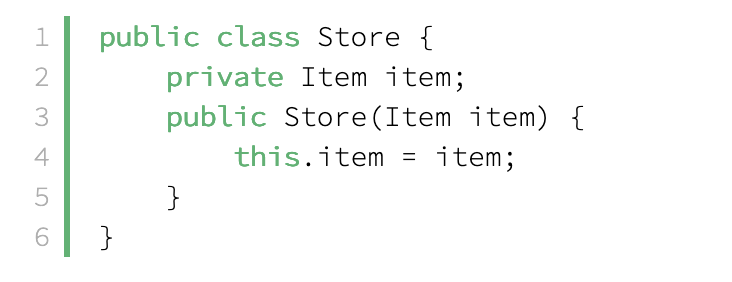 1 public class Store {
2     private Item item;
3     public Store(Item item) {
4         this.item = item;
5     }
6 }